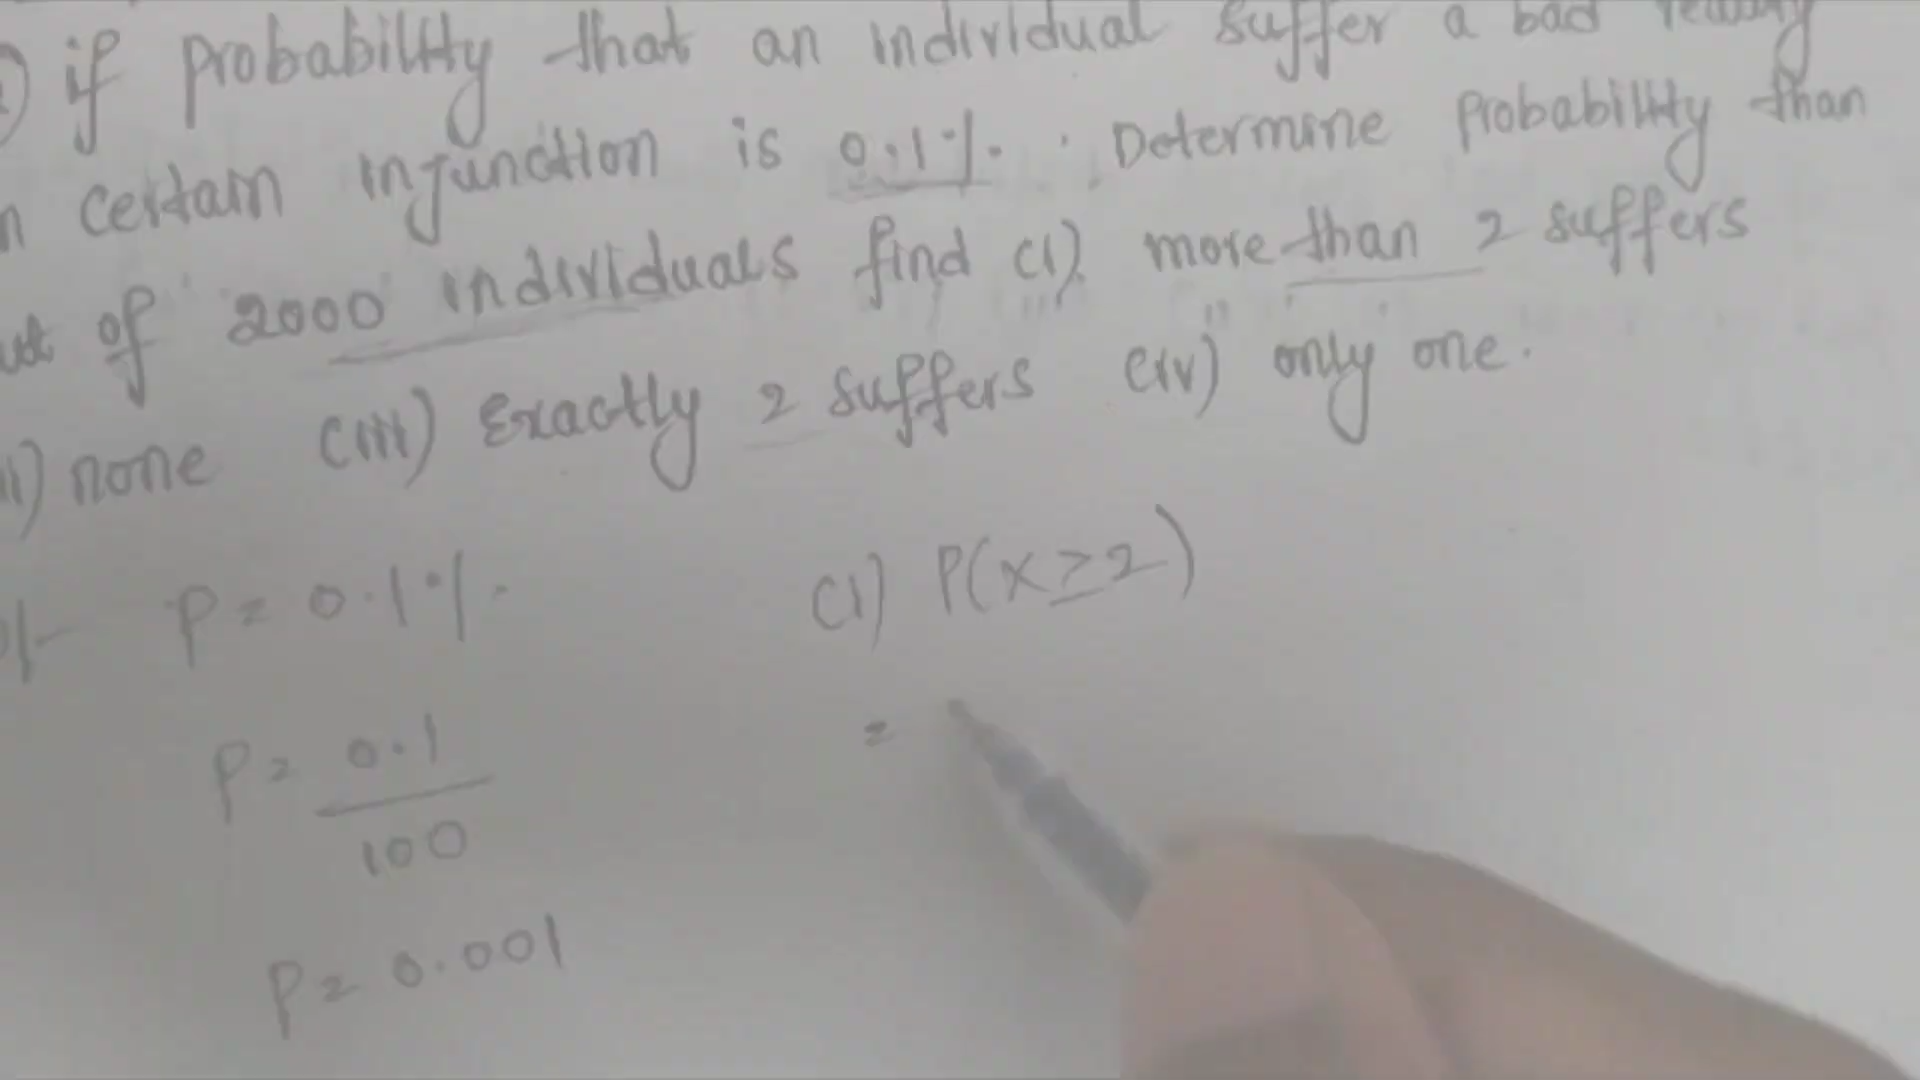 if probability that an individual suffer a bad
certain injunction is 0.1%. Determine Probability than
of 2000 individuals find (i) more than 2 suffers
ii) none (iii) Exactly 2 suffers (iv) only one.
P = 0.1% (i) P(x ≥ 2)
P = 0.1 =
100
P = 0.001